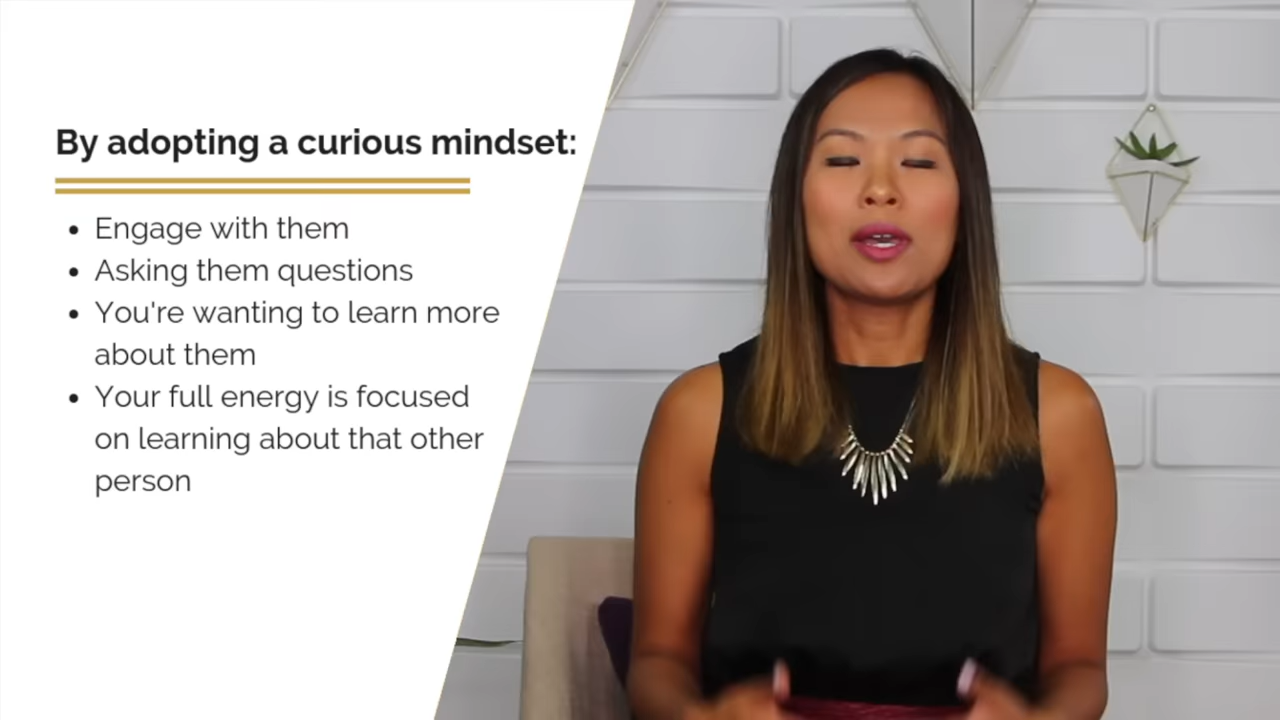 By adopting a curious mindset:
Engage with them
Asking them questions
You're wanting to learn more
about them
Your full energy is focused
on learning about that other
person